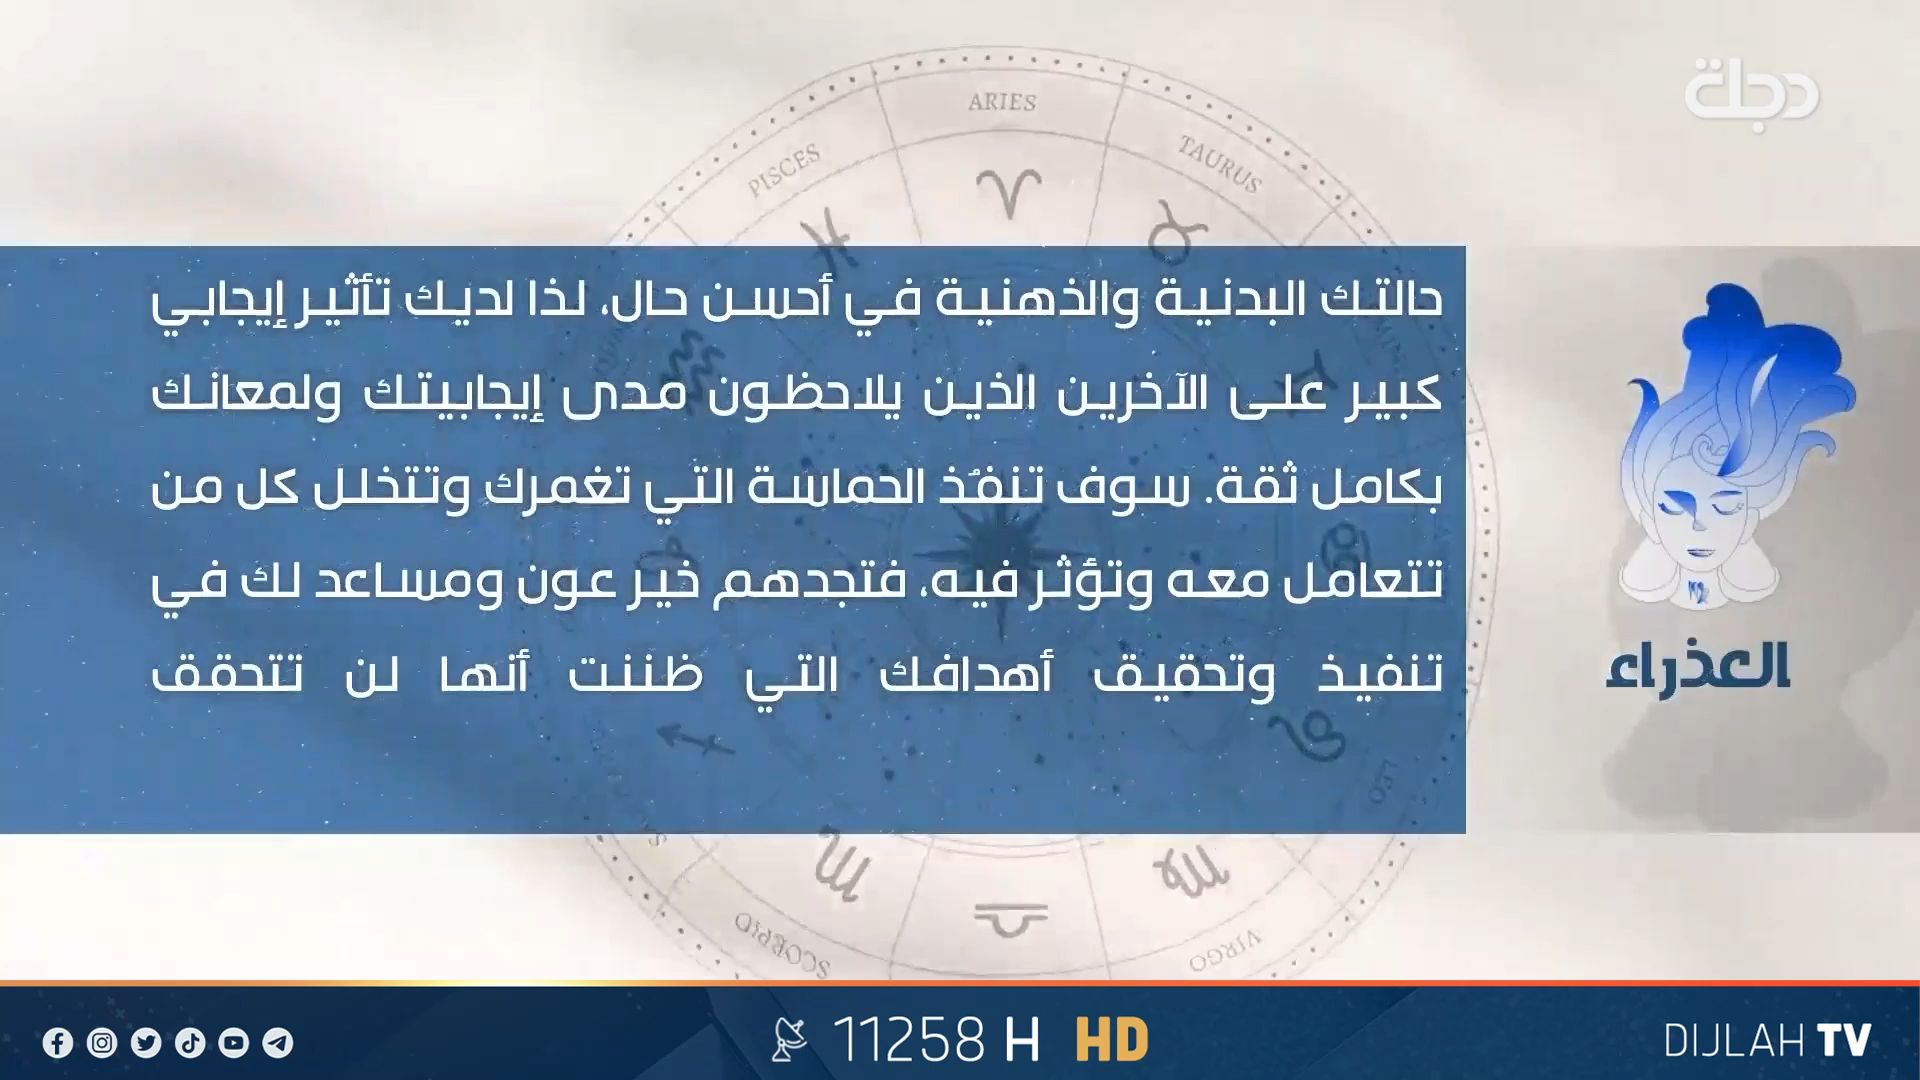 دجلة
ARIES
TAURUS
PISCES
حالتك البدنية والذهنية في أحسن حال، لذا لديك تأثير إيجابي
كبير على الآخرين الذين يلاحظون مدى إيجابيتك ولمعانك
بكامل ثقة. سوف تنفُذ الحماسة التي تغمرك وتتخلل كل من
تتعامل معه وتؤثر فيه، فتجدهم خير عون ومساعد لك في
تنفيذ وتحقيق أهدافك التي ظننت أنها لن تتحقق
العذراء
LEO
SCORPIO
VIRGO
11258 H HD
DIJLAH TV